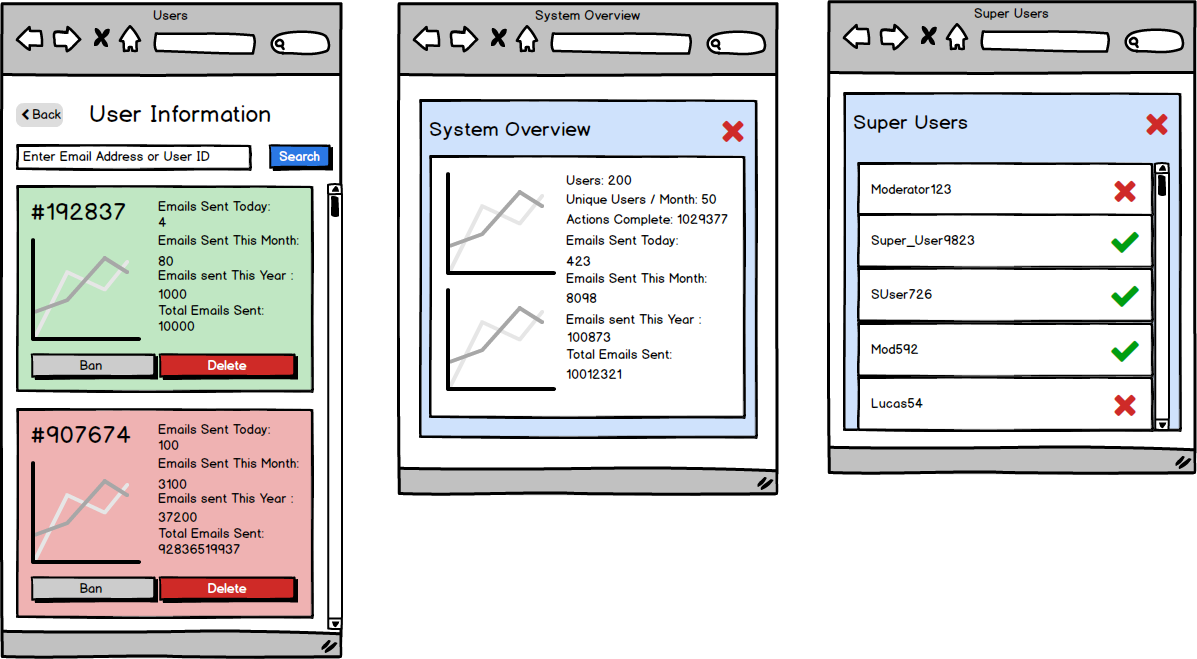 Users
Back
User Information
Enter Email Address or User ID
Search
#192837
Emails Sent Today:
4
Emails Sent This Month:
80
Emails sent This Year :
1000
Total Emails Sent:
10000
Ban
Delete
#907674
Emails Sent Today:
100
Emails Sent This Month:
3100
Emails sent This Year :
37200
Total Emails Sent:
92836519937
Ban
Delete
System Overview
System Overview
Users: 200
Unique Users / Month: 50
Actions Complete: 1029377
Emails Sent Today:
423
Emails Sent This Month:
8098
Emails sent This Year :
100873
Total Emails Sent:
10012321
Super Users
Super Users
Moderator123
Super_User9823
SUser726
Mod592
Lucas54